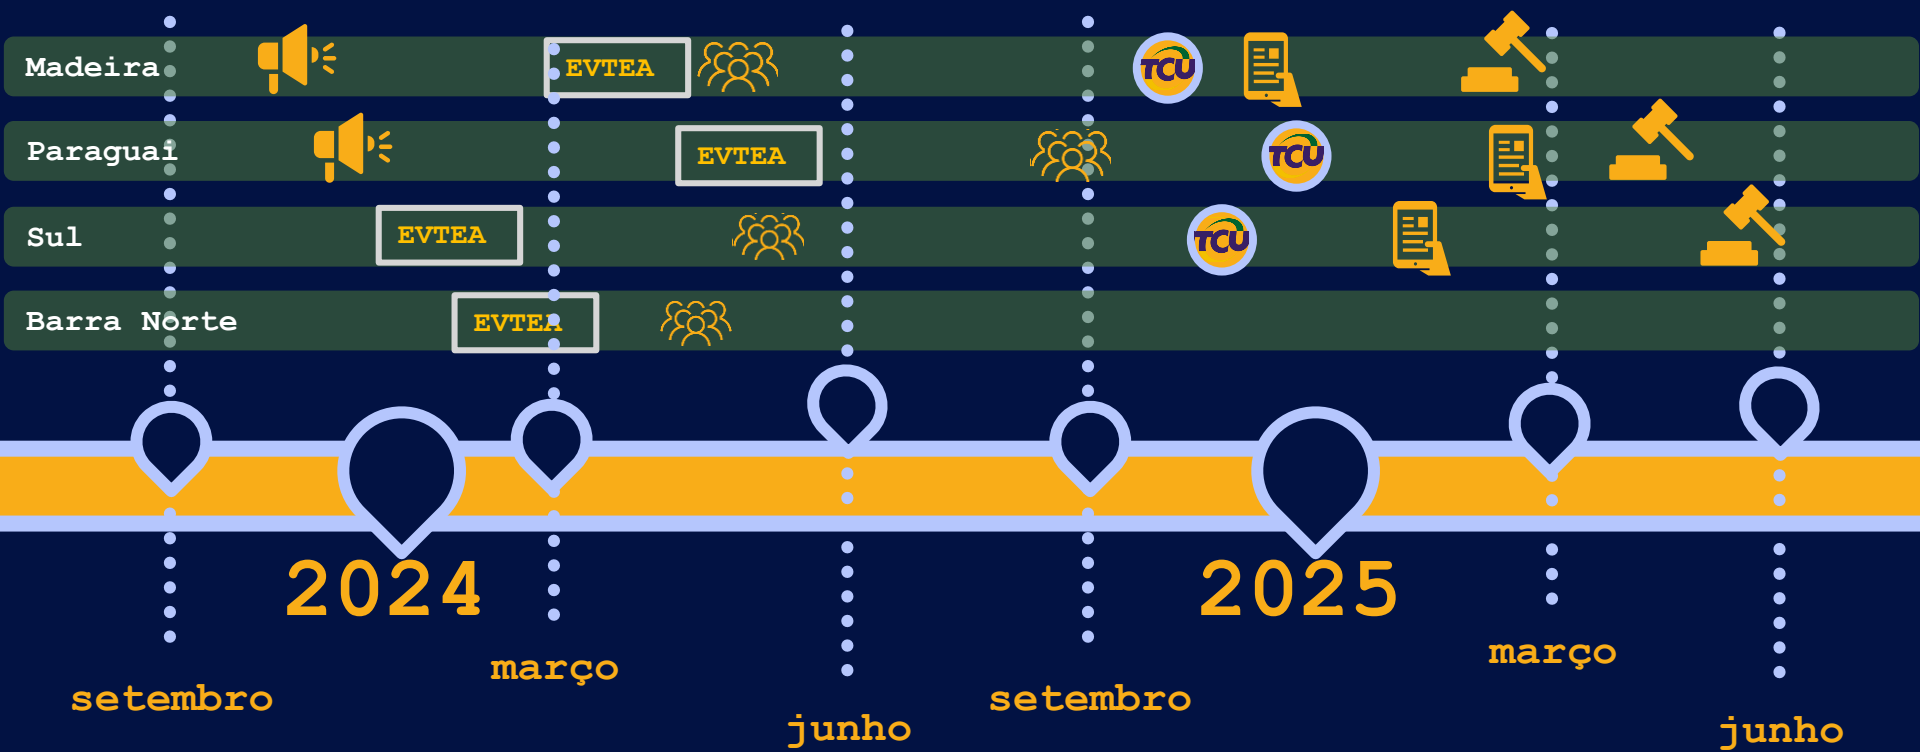 Madeira
EVTEA
TCU
Paraguai
EVTEA
TCU
Sul
EVTEA
TCU
Barra Norte
EVTEA
2024
2025
março
março
setembro
setembro
junho
junho